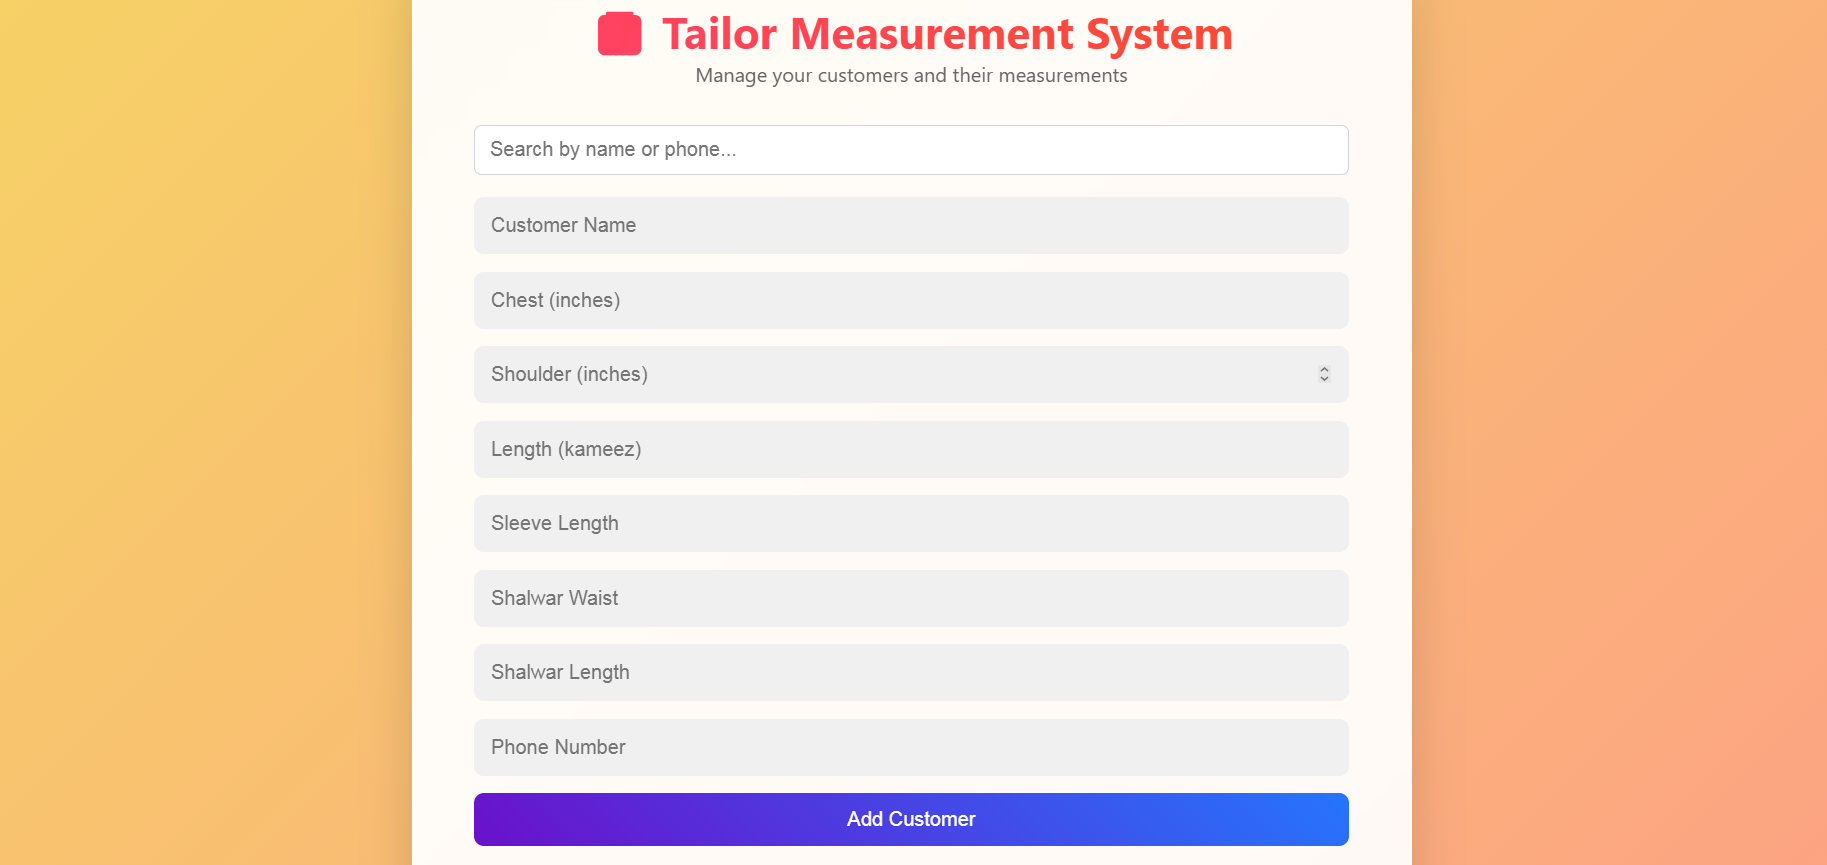 Tailor Measurement System
Manage your customers and their measurements
Search by name or phone...
Customer Name
Chest (inches)
Shoulder (inches)
Length (kameez)
Sleeve Length
Shalwar Waist
Shalwar Length
Phone Number
Add Customer